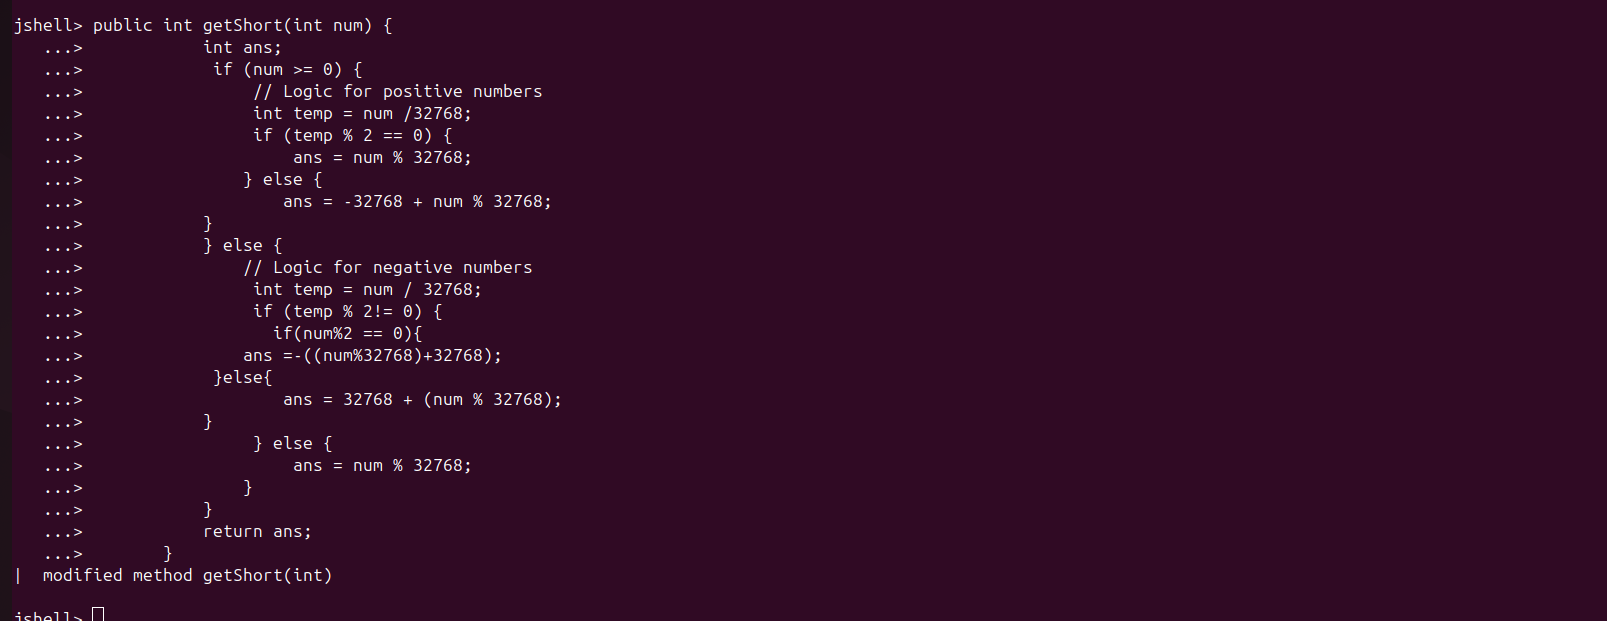 jshell> public int getShort(int num) {
   ...>            int ans;
   ...>             if (num >= 0) {
   ...>                 // Logic for positive numbers
   ...>                 int temp = num /32768;
   ...>                 if (temp % 2 == 0) {
   ...>                     ans = num % 32768;
   ...>                } else {
   ...>                    ans = -32768 + num % 32768;
   ...>            }
   ...>            } else {
   ...>                // Logic for negative numbers
   ...>                 int temp = num / 32768;
   ...>                 if (temp % 2!= 0) {
   ...>                   if(num%2 == 0){
   ...>                ans =-((num%32768)+32768);
   ...>             }else{
   ...>                    ans = 32768 + (num % 32768);
   ...>            }
   ...>                 } else {
   ...>                     ans = num % 32768;
   ...>                }
   ...>            }
   ...>            return ans;
   ...>        }
|  modified method getShort(int)
jshell>